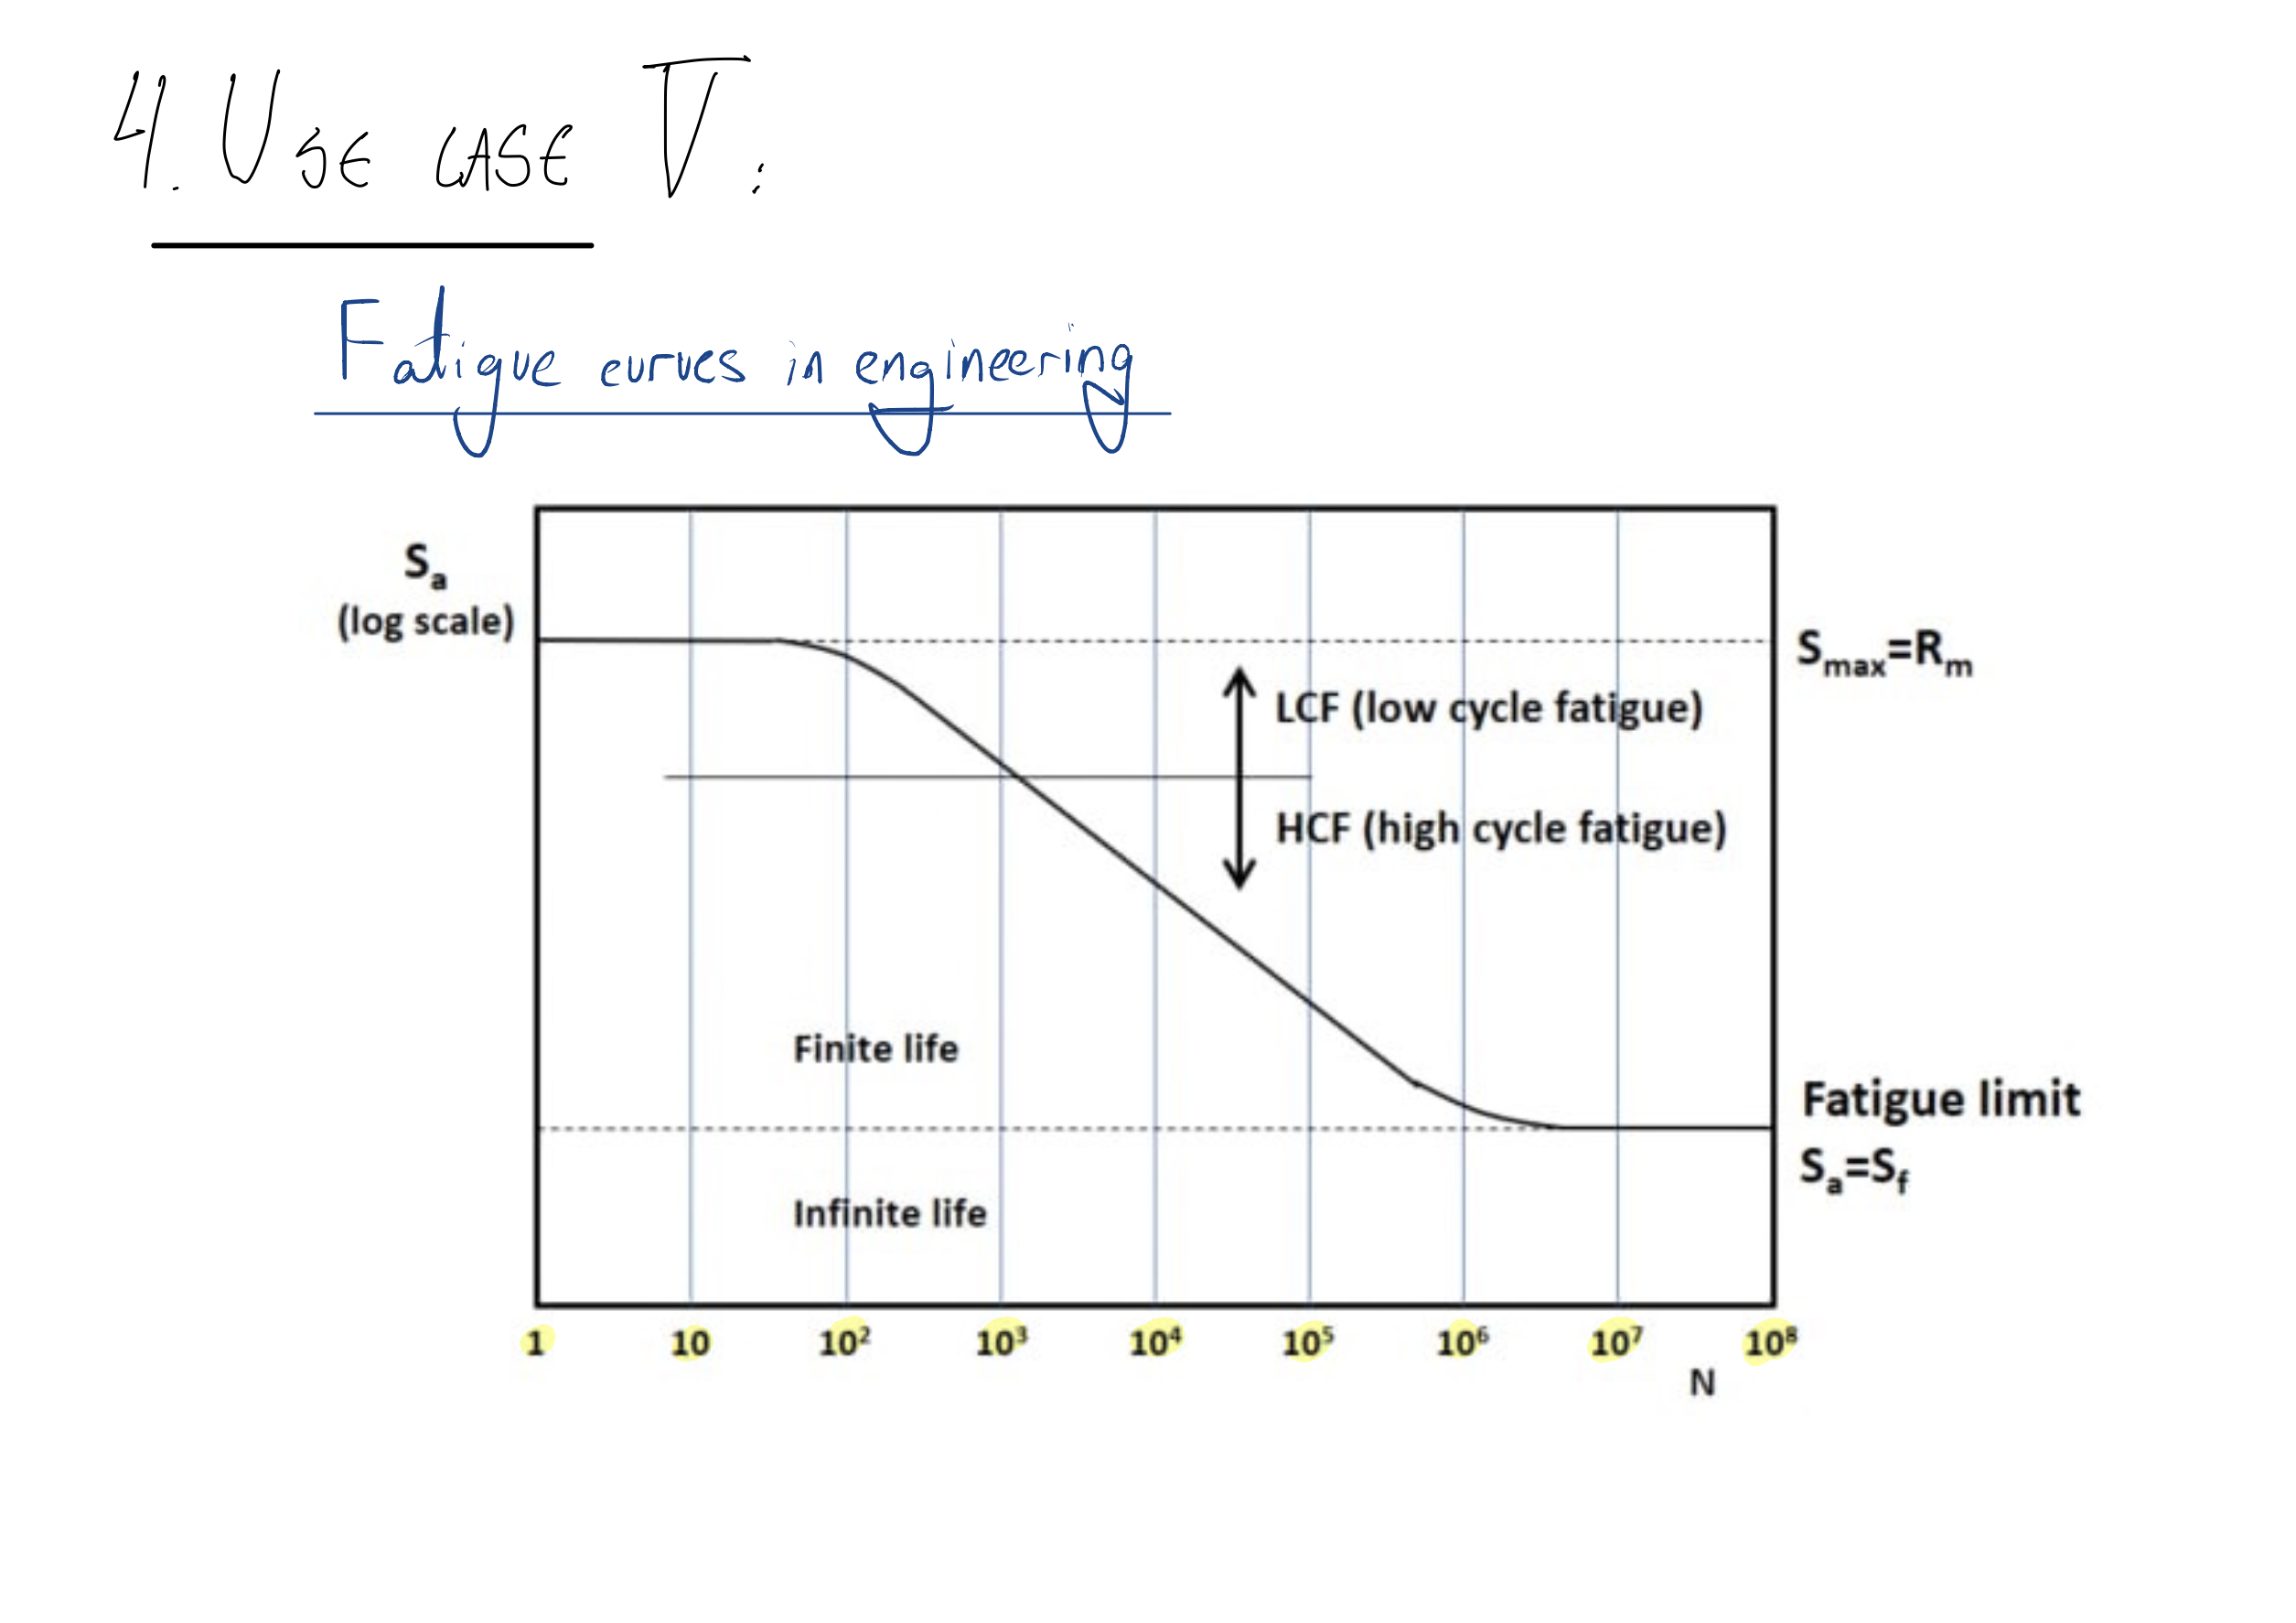 4. USE CASE V:
Fatigue curves in engineering
Sₐ
(log scale)
Sₘₐₓ=Rₘ
LCF (low cycle fatigue)
HCF (high cycle fatigue)
Finite life
Fatigue limit
Sₐ=S_f
Infinite life
1 10 10² 10³ 10⁴ 10⁵ 10⁶ 10⁷ 10⁸
N